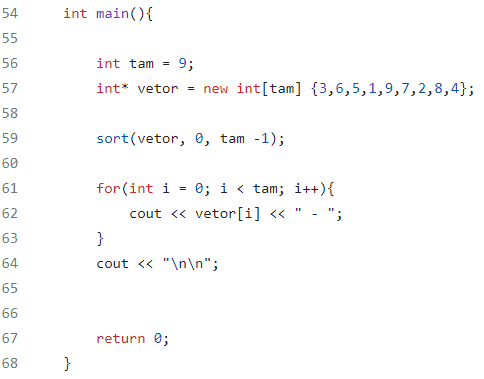 54 int main(){
55
56 int tam = 9;
57 int* vetor = new int[tam] {3,6,5,1,9,7,2,8,4};
58
59 sort(vetor, 0, tam -1);
60
61 for(int i = 0; i < tam; i++){
62 cout << vetor[i] << " - ";
63 }
64 cout << "\n\n";
65
66
67 return 0;
68 }